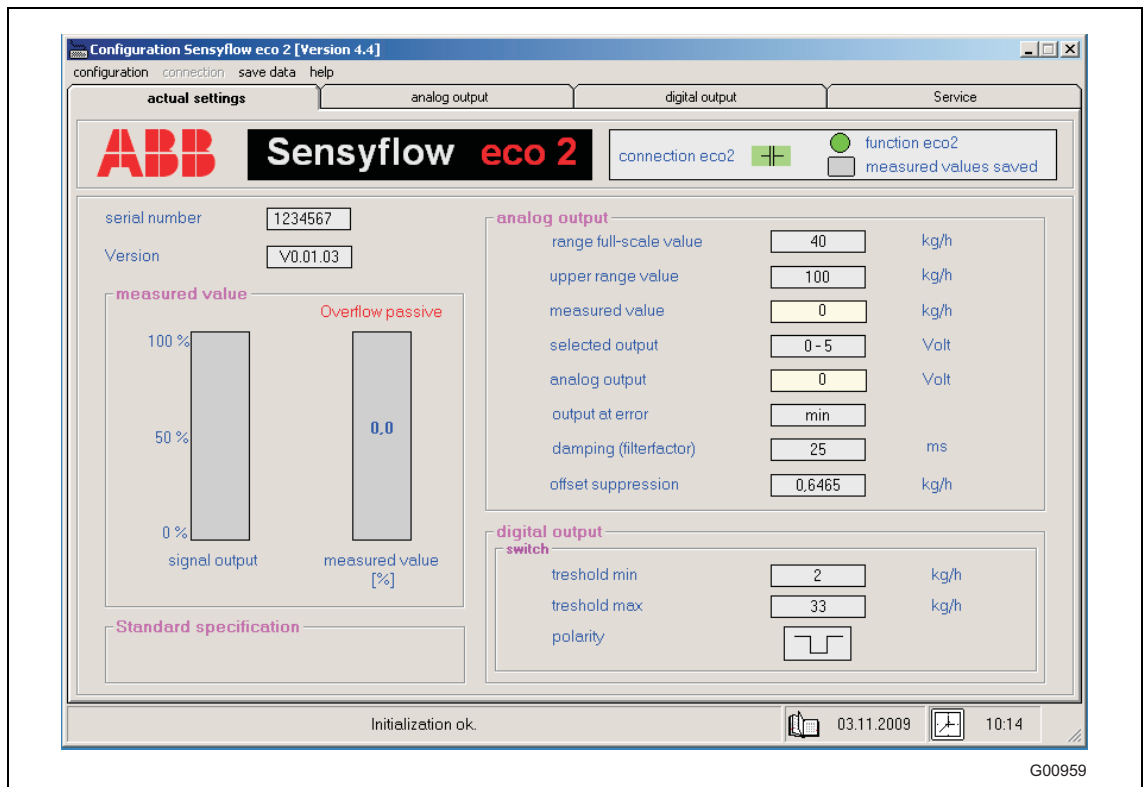 Configuration Sensyflow eco 2 [Version 4.4]
configuration connection save data help
actual settings
analog output
digital output
Service
ABB
Sensyflow eco 2
connection eco2
function eco2
measured values saved
serial number 1234567
Version V0.01.03
measured value
Overflow passive
100 %
50 %
0,0
0 %
signal output
measured value
[%]
Standard specification
analog output
range full-scale value 40 kg/h
upper range value 100 kg/h
measured value 0 kg/h
selected output 0 - 5 Volt
analog output 0 Volt
output at error min
damping (filterfactor) 25 ms
offset suppression 0,6465 kg/h
digital output
switch
treshold min 2 kg/h
treshold max 33 kg/h
polarity
Initialization ok.
03.11.2009
10:14
G00959